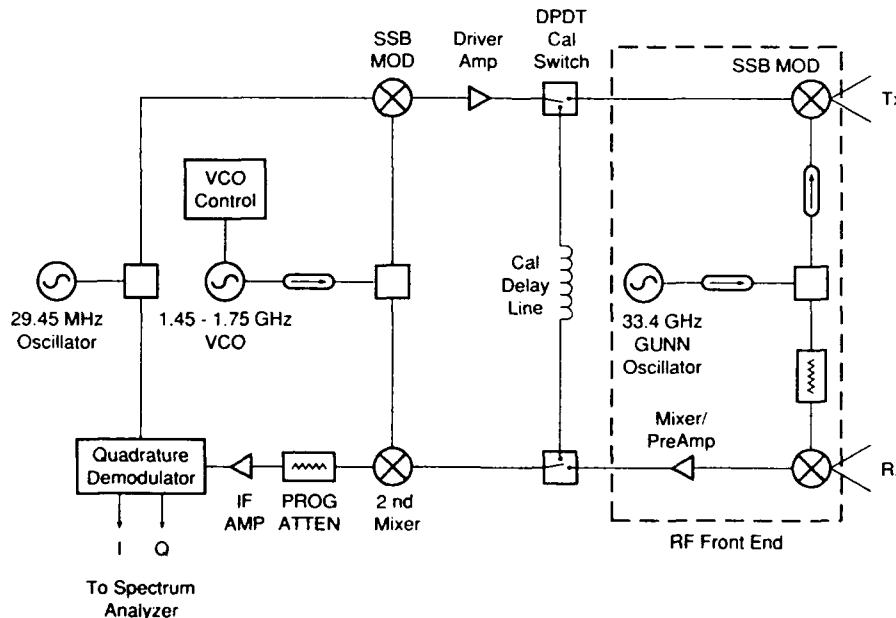 DPDT
Cal
Switch
SSB
MOD
Driver
Amp
SSB MOD
Tx
VCO
Control
Cal
Delay
Line
29.45 MHz
Oscillator
1.45 - 1.75 GHz
VCO
33.4 GHz
GUNN
Oscillator
Mixer/
PreAmp
Quadrature
Demodulator
IF
AMP
PROG
ATTEN
2 nd
Mixer
R
RF Front End
I Q
To Spectrum
Analyzer